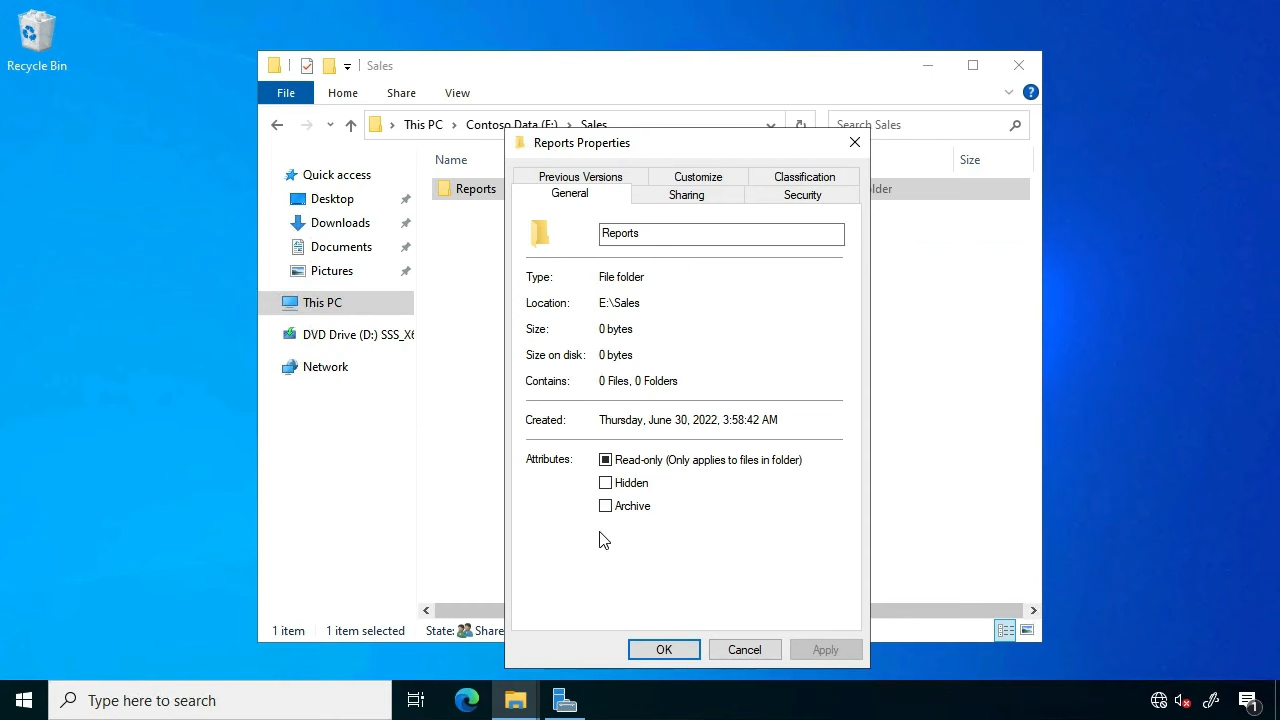 Recycle Bin
Sales
File
Home
Share
View
This PC
Contoso Data (E:)
Sales
Search Sales
Quick access
Desktop
Downloads
Documents
Pictures
This PC
DVD Drive (D:) SSS_X6
Network
Name
Size
Reports
older
1 item
1 item selected
State:
Share
Reports Properties
Previous Versions
Customize
Classification
General
Sharing
Security
Reports
Type: File folder
Location: E:\Sales
Size: 0 bytes
Size on disk: 0 bytes
Contains: 0 Files, 0 Folders
Created: Thursday, June 30, 2022, 3:58:42 AM
Attributes: Read-only (Only applies to files in folder)
Hidden
Archive
OK
Cancel
Apply
Type here to search
1